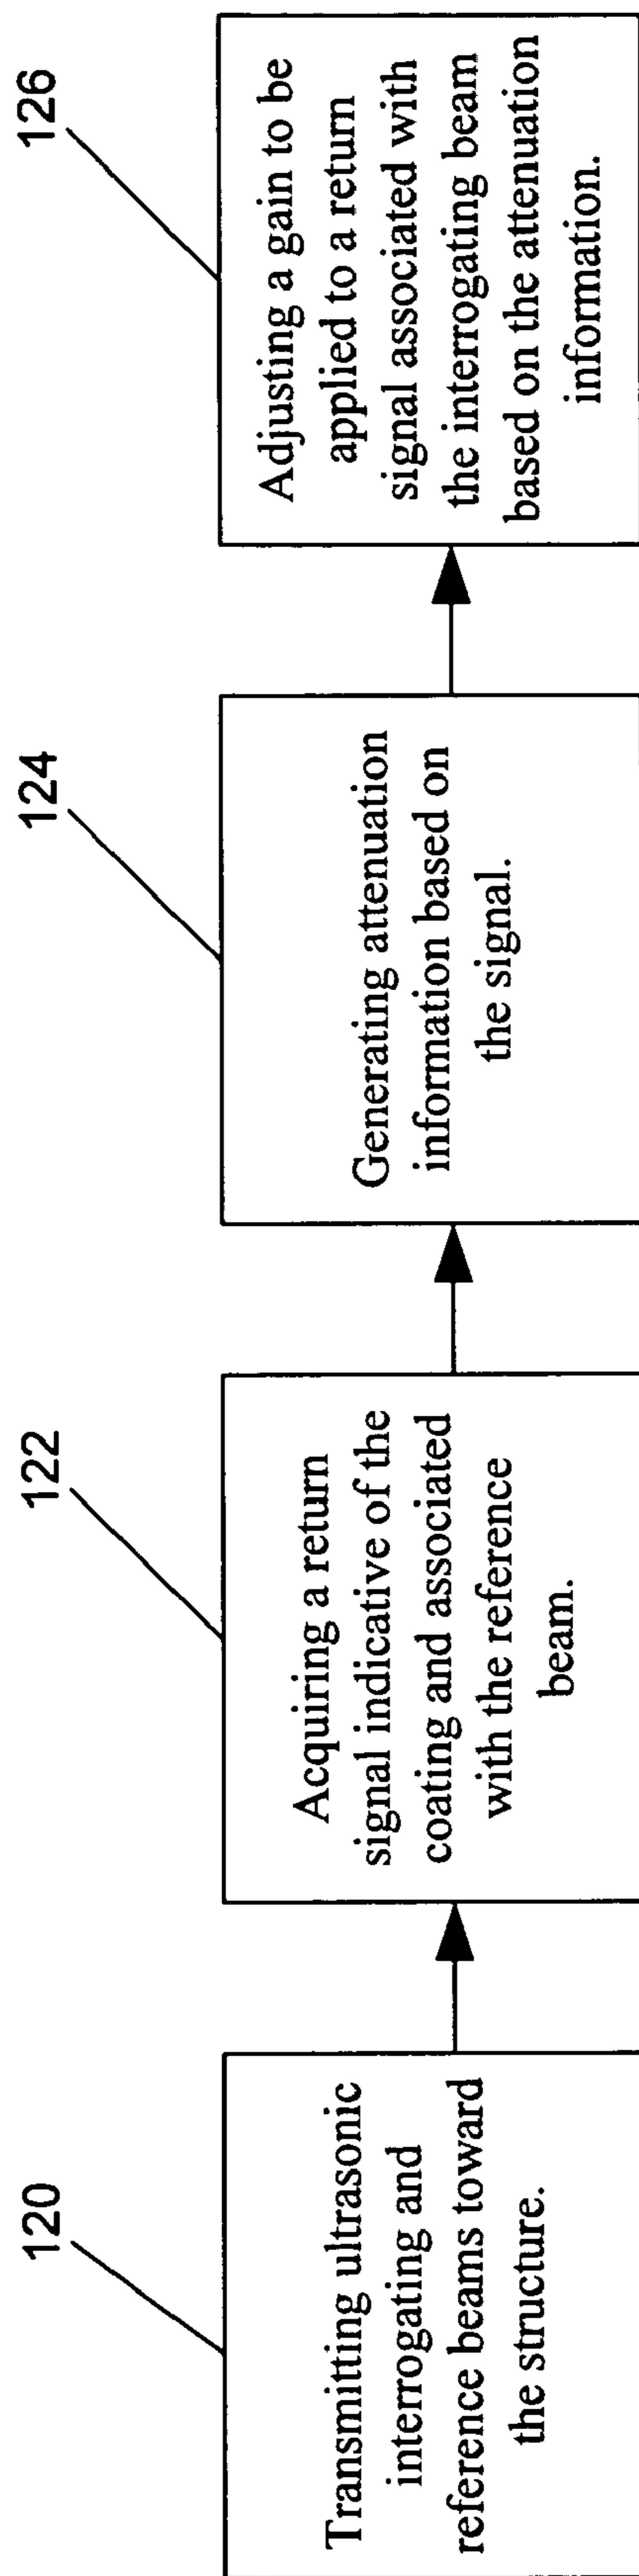 120
Transmitting ultrasonic
interrogating and
reference beams toward
the structure.
122
Acquiring a return
signal indicative of the
coating and associated
with the reference
beam.
124
Generating attenuation
information based on
the signal.
126
Adjusting a gain to be
applied to a return
signal associated with
the interrogating beam
based on the attenuation
information.